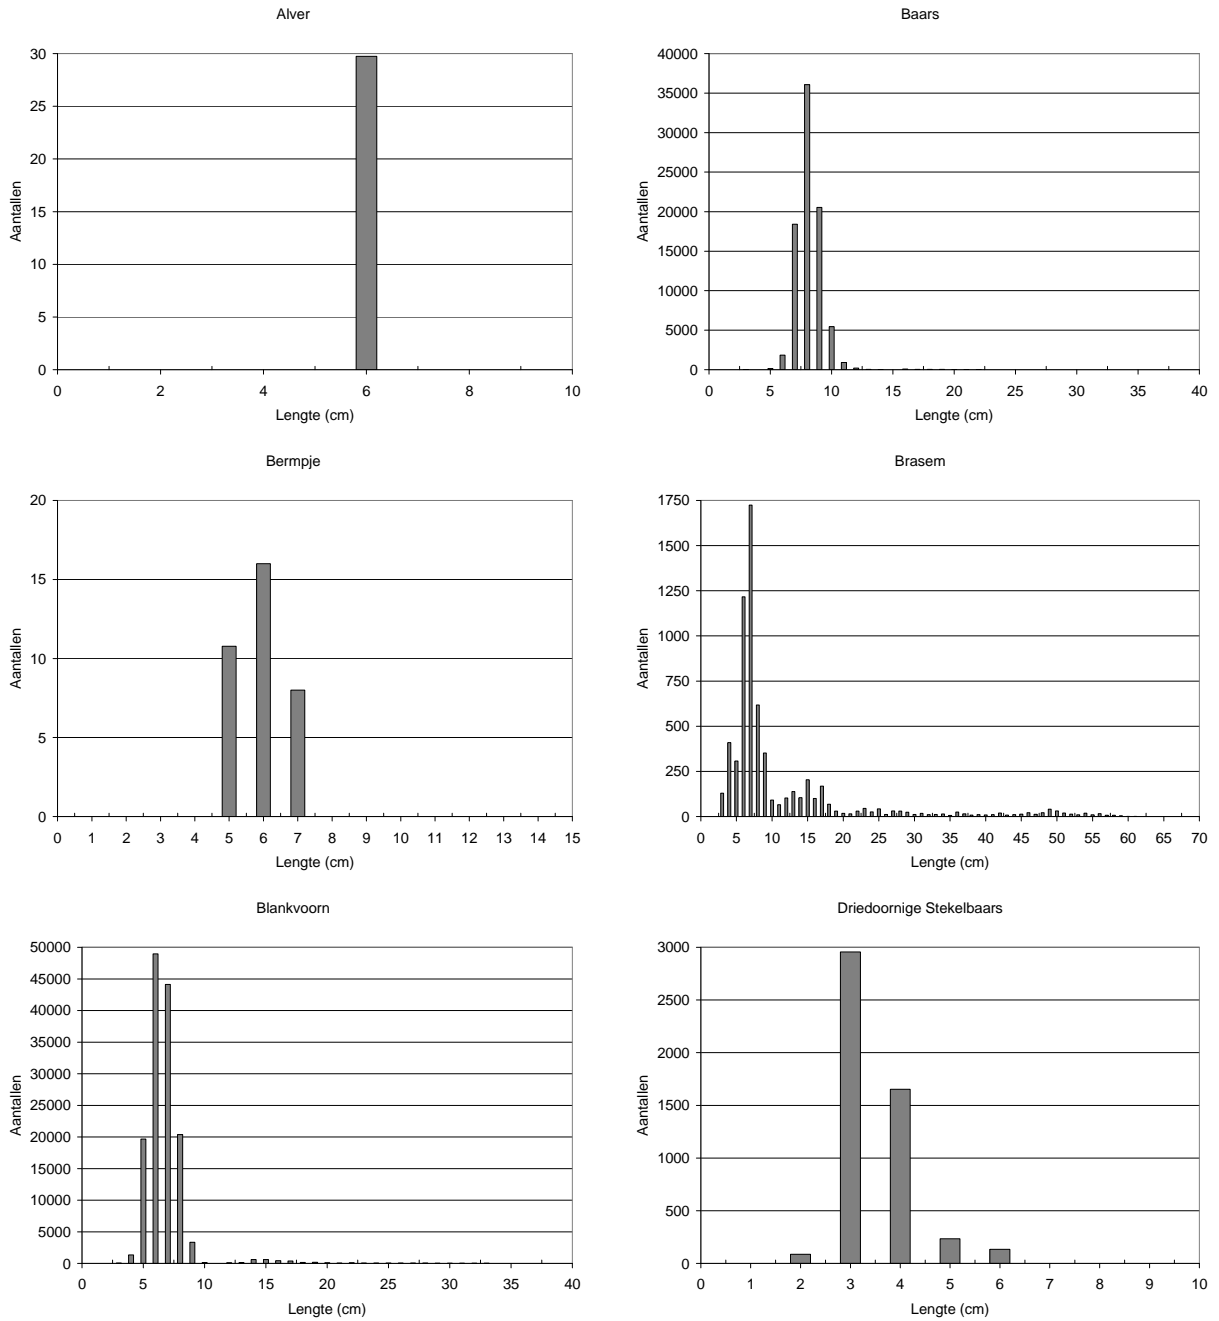 Alver
30
25
20
15
10
5
0
Aantallen
0 2 4 6 8 10
Lengte (cm)
Baars
40000
35000
30000
25000
20000
15000
10000
5000
0
Aantallen
0 5 10 15 20 25 30 35 40
Lengte (cm)
Bermpje
20
15
10
5
0
Aantallen
0 1 2 3 4 5 6 7 8 9 10 11 12 13 14 15
Lengte (cm)
Brasem
1750
1500
1250
1000
750
500
250
0
Aantallen
0 5 10 15 20 25 30 35 40 45 50 55 60 65 70
Lengte (cm)
Blankvoorn
50000
45000
40000
35000
30000
25000
20000
15000
10000
5000
0
Aantallen
0 5 10 15 20 25 30 35 40
Lengte (cm)
Driedoornige Stekelbaars
3000
2500
2000
1500
1000
500
0
Aantallen
0 1 2 3 4 5 6 7 8 9 10
Lengte (cm)